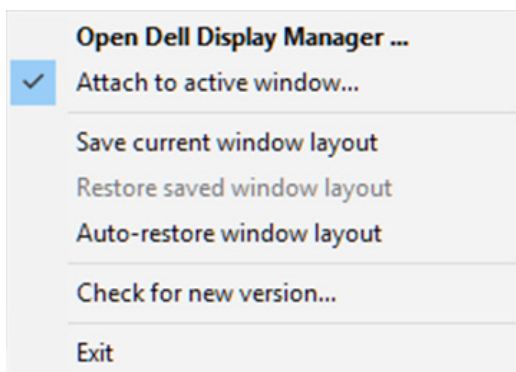 Open Dell Display Manager ...
Attach to active window...
Save current window layout
Restore saved window layout
Auto-restore window layout
Check for new version...
Exit